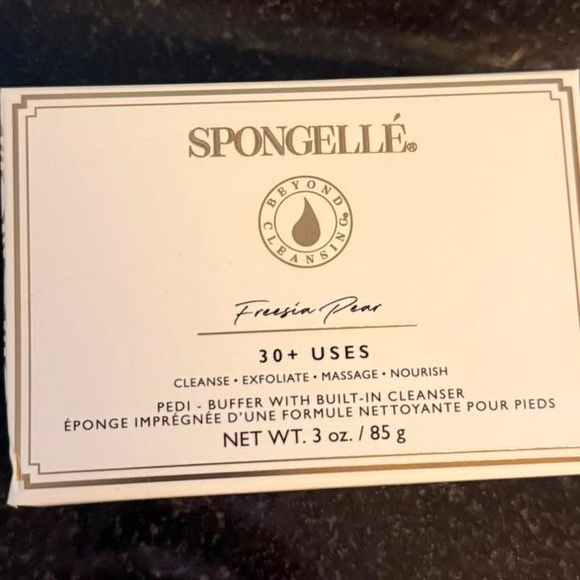 SPONGELLÉ®
BEYOND CLEANSING®
Freesia Pear
30+ USES
CLEANSE • EXFOLIATE • MASSAGE • NOURISH
PEDI - BUFFER WITH BUILT-IN CLEANSER
ÉPONGE IMPRÉGNÉE D'UNE FORMULE NETTOYANTE POUR PIEDS
NET WT. 3 oz. / 85 g